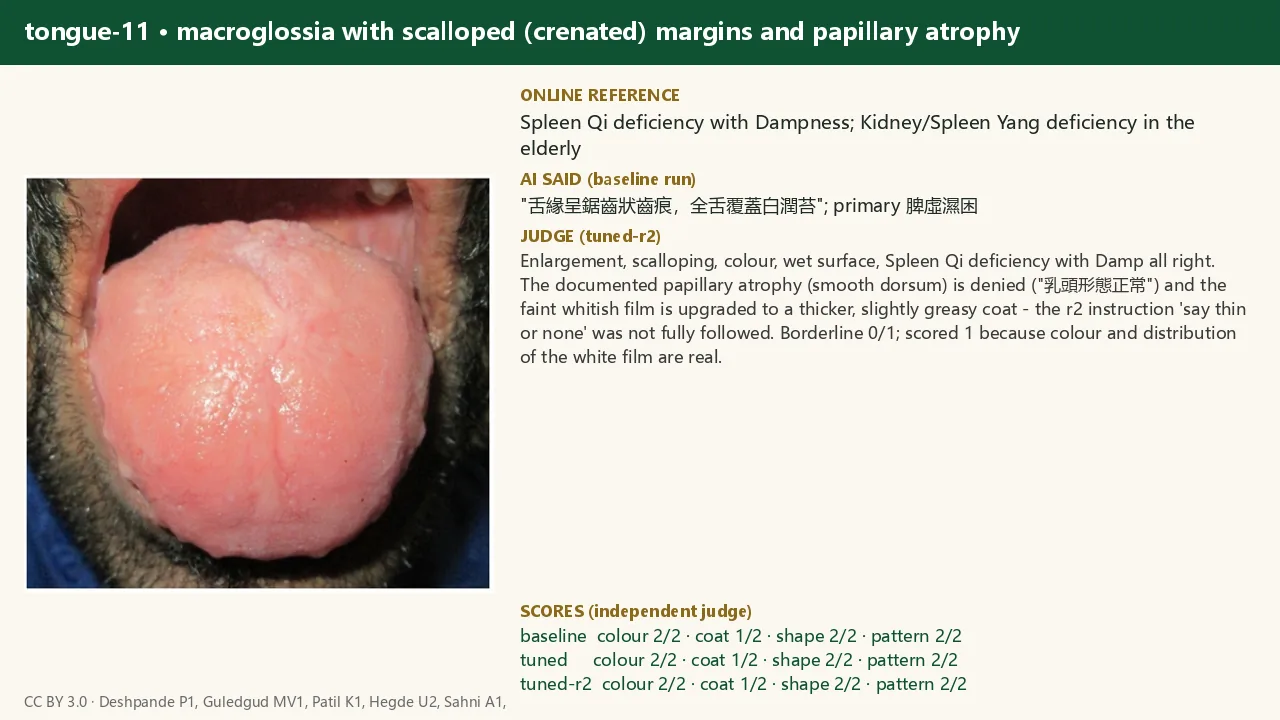 tongue-11 • macroglossia with scalloped (crenated) margins and papillary atrophy
ONLINE REFERENCE
Spleen Qi deficiency with Dampness; Kidney/Spleen Yang deficiency in the
elderly
AI SAID (baseline run)
"舌緣呈鋸齒狀齒痕，全舌覆蓋白潤苔"; primary 脾虛濕困
JUDGE (tuned-r2)
Enlargement, scalloping, colour, wet surface, Spleen Qi deficiency with Damp all right.
The documented papillary atrophy (smooth dorsum) is denied ("乳頭形態正常") and the
faint whitish film is upgraded to a thicker, slightly greasy coat - the r2 instruction 'say thin
or none' was not fully followed. Borderline 0/1; scored 1 because colour and distribution
of the white film are real.
SCORES (independent judge)
baseline colour 2/2 · coat 1/2 · shape 2/2 · pattern 2/2
tuned colour 2/2 · coat 1/2 · shape 2/2 · pattern 2/2
tuned-r2 colour 2/2 · coat 1/2 · shape 2/2 · pattern 2/2
CC BY 3.0 · Deshpande P1, Guledgud MV1, Patil K1, Hegde U2, Sahni A1,